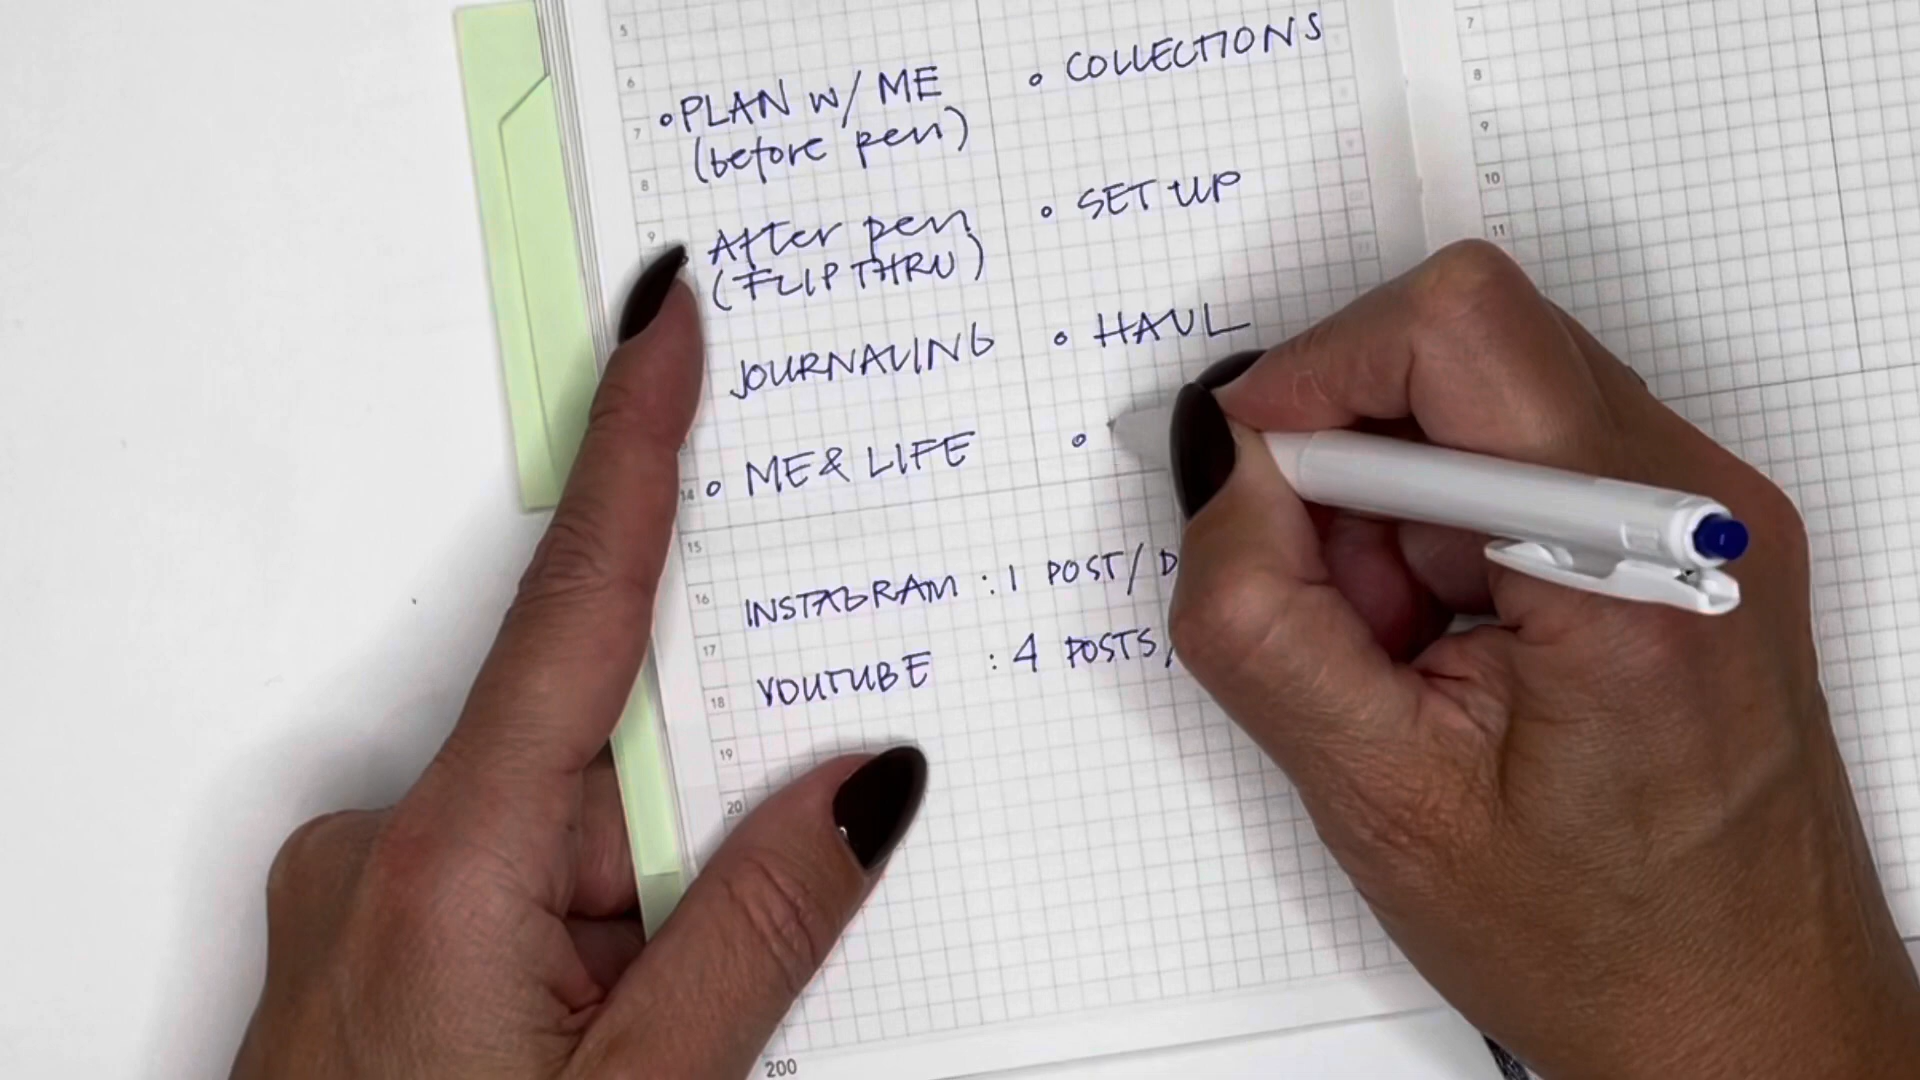 • PLAN W/ ME
(before pen)
After pen
(FLIP THRU)
JOURNALING
• ME & LIFE
• COLLECTIONS
• SET UP
• HAUL
•
INSTAGRAM : 1 POST/ D
YOUTUBE : 4 POSTS/
5
6
7
8
9
14
15
16
17
18
19
20
200
7
8
9
10
11